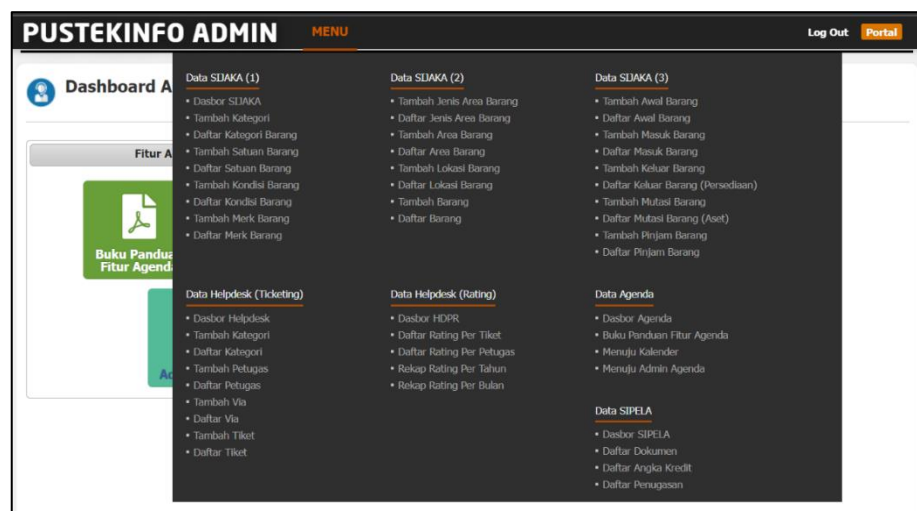 PUSTEKINFO ADMIN MENU Log Out Portal
Dashboard A
Fitur A
Buku Pandua
Fitur Agend
Ad
Data SIJAKA (1)
• Dasbor SIJAKA
• Tambah Kategori
• Daftar Kategori Barang
• Tambah Satuan Barang
• Daftar Satuan Barang
• Tambah Kondisi Barang
• Daftar Kondisi Barang
• Tambah Merk Barang
• Daftar Merk Barang
Data SIJAKA (2)
• Tambah Jenis Area Barang
• Daftar Jenis Area Barang
• Tambah Area Barang
• Daftar Area Barang
• Tambah Lokasi Barang
• Daftar Lokasi Barang
• Tambah Barang
• Daftar Barang
Data SIJAKA (3)
• Tambah Awal Barang
• Daftar Awal Barang
• Tambah Masuk Barang
• Daftar Masuk Barang
• Tambah Keluar Barang
• Daftar Keluar Barang (Persediaan)
• Tambah Mutasi Barang
• Daftar Mutasi Barang (Aset)
• Tambah Pinjam Barang
• Daftar Pinjam Barang
Data Helpdesk (Ticketing)
• Dasbor Helpdesk
• Tambah Kategori
• Daftar Kategori
• Tambah Petugas
• Daftar Petugas
• Tambah Via
• Daftar Via
• Tambah Tiket
• Daftar Tiket
Data Helpdesk (Rating)
• Dasbor HDPR
• Daftar Rating Per Tiket
• Daftar Rating Per Petugas
• Rekap Rating Per Tahun
• Rekap Rating Per Bulan
Data Agenda
• Dasbor Agenda
• Buku Panduan Fitur Agenda
• Menuju Kalender
• Menuju Admin Agenda
Data SIPELA
• Dasbor SIPELA
• Daftar Dokumen
• Daftar Angka Kredit
• Daftar Penugasan